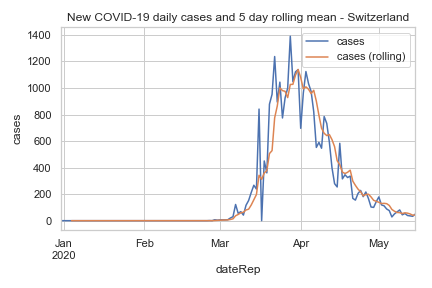 New COVID-19 daily cases and 5 day rolling mean - Switzerland
cases
cases (rolling)
1400
1200
1000
800
600
400
200
0
cases
Jan
2020
Feb
Mar
Apr
May
dateRep